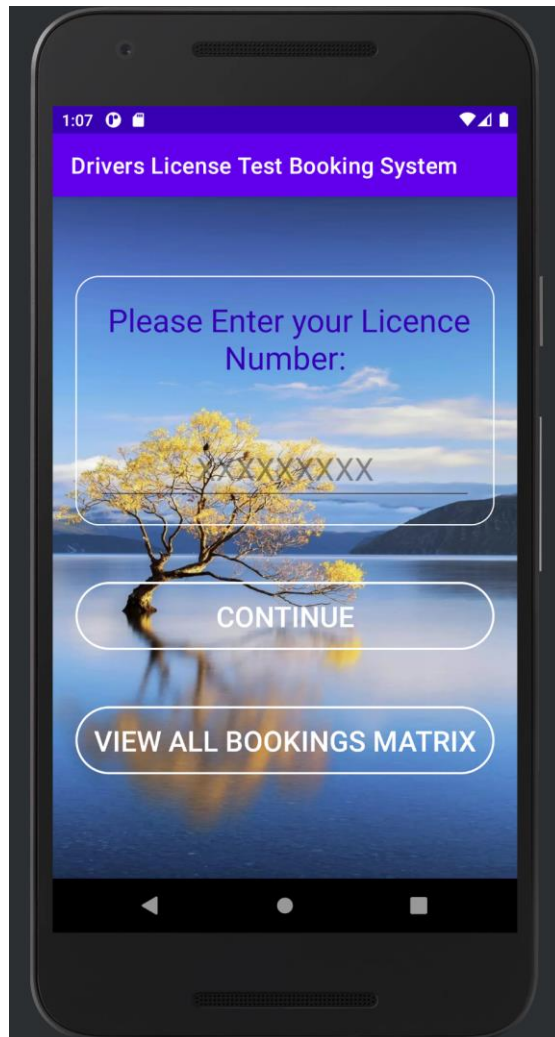 1:07
Drivers License Test Booking System
Please Enter your Licence
Number:
XXXXXXXXX
CONTINUE
VIEW ALL BOOKINGS MATRIX